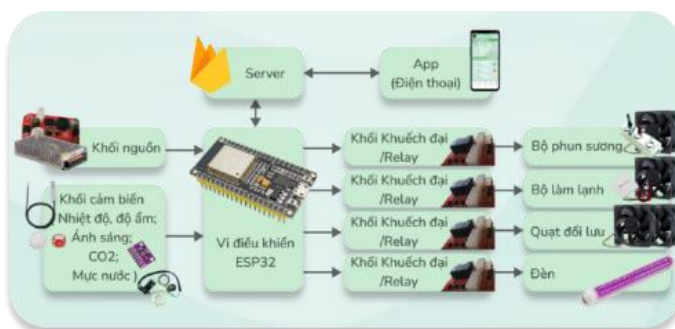 Server
App
(Điện thoại)
Khối nguồn
Khối cảm biến
Nhiệt độ, độ ẩm;
Ánh sáng;
CO2;
Mực nước )
Vi điều khiển
ESP32
Khối Khuếch đại
/Relay
Khối Khuếch đại
/Relay
Khối Khuếch đại
/Relay
Khối Khuếch đại
/Relay
Bộ phun sương
Bộ làm lạnh
Quạt đối lưu
Đèn